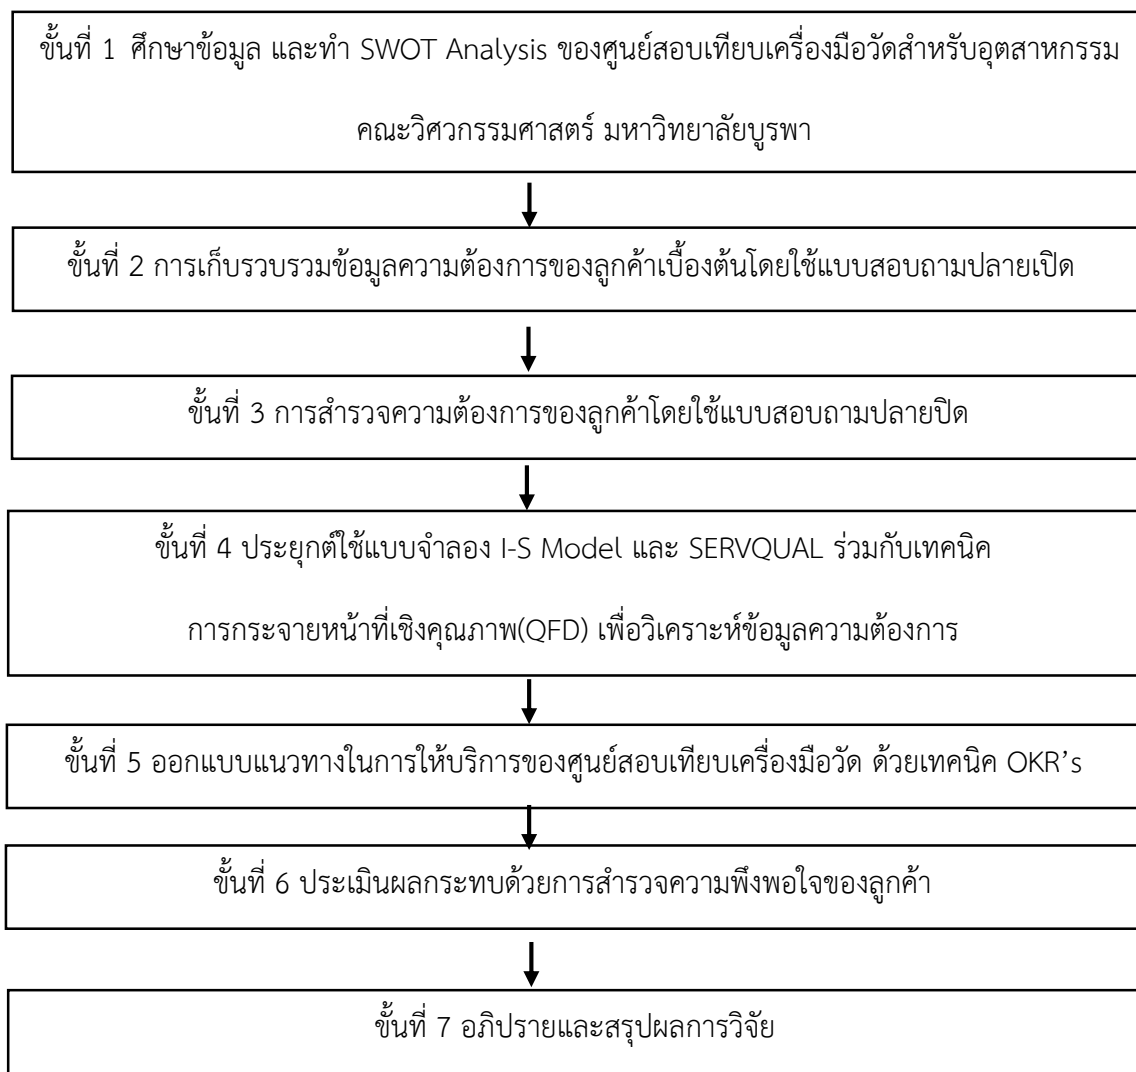 ขั้นที่ 1 ศึกษาข้อมูล และทำ SWOT Analysis ของศูนย์สอบเทียบเครื่องมือวัดสำหรับอุตสาหกรรม
คณะวิศวกรรมศาสตร์ มหาวิทยาลัยบูรพา
ขั้นที่ 2 การเก็บรวบรวมข้อมูลความต้องการของลูกค้าเบื้องต้นโดยใช้แบบสอบถามปลายเปิด
ขั้นที่ 3 การสำรวจความต้องการของลูกค้าโดยใช้แบบสอบถามปลายปิด
ขั้นที่ 4 ประยุกต์ใช้แบบจำลอง I-S Model และ SERVQUAL ร่วมกับเทคนิค
การกระจายหน้าที่เชิงคุณภาพ(QFD) เพื่อวิเคราะห์ข้อมูลความต้องการ
ขั้นที่ 5 ออกแบบแนวทางในการให้บริการของศูนย์สอบเทียบเครื่องมือวัด ด้วยเทคนิค OKR’s
ขั้นที่ 6 ประเมินผลกระทบด้วยการสำรวจความพึงพอใจของลูกค้า
ขั้นที่ 7 อภิปรายและสรุปผลการวิจัย